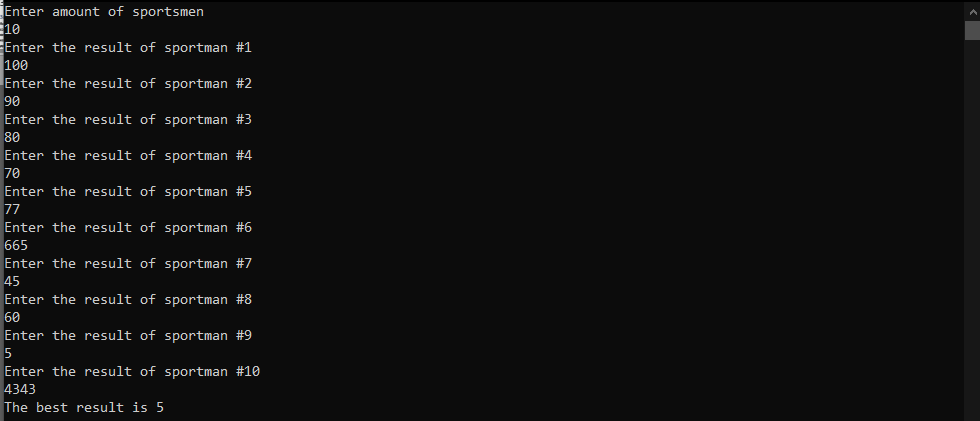 Enter amount of sportsmen
10
Enter the result of sportman #1
100
Enter the result of sportman #2
90
Enter the result of sportman #3
80
Enter the result of sportman #4
70
Enter the result of sportman #5
77
Enter the result of sportman #6
665
Enter the result of sportman #7
45
Enter the result of sportman #8
60
Enter the result of sportman #9
5
Enter the result of sportman #10
4343
The best result is 5